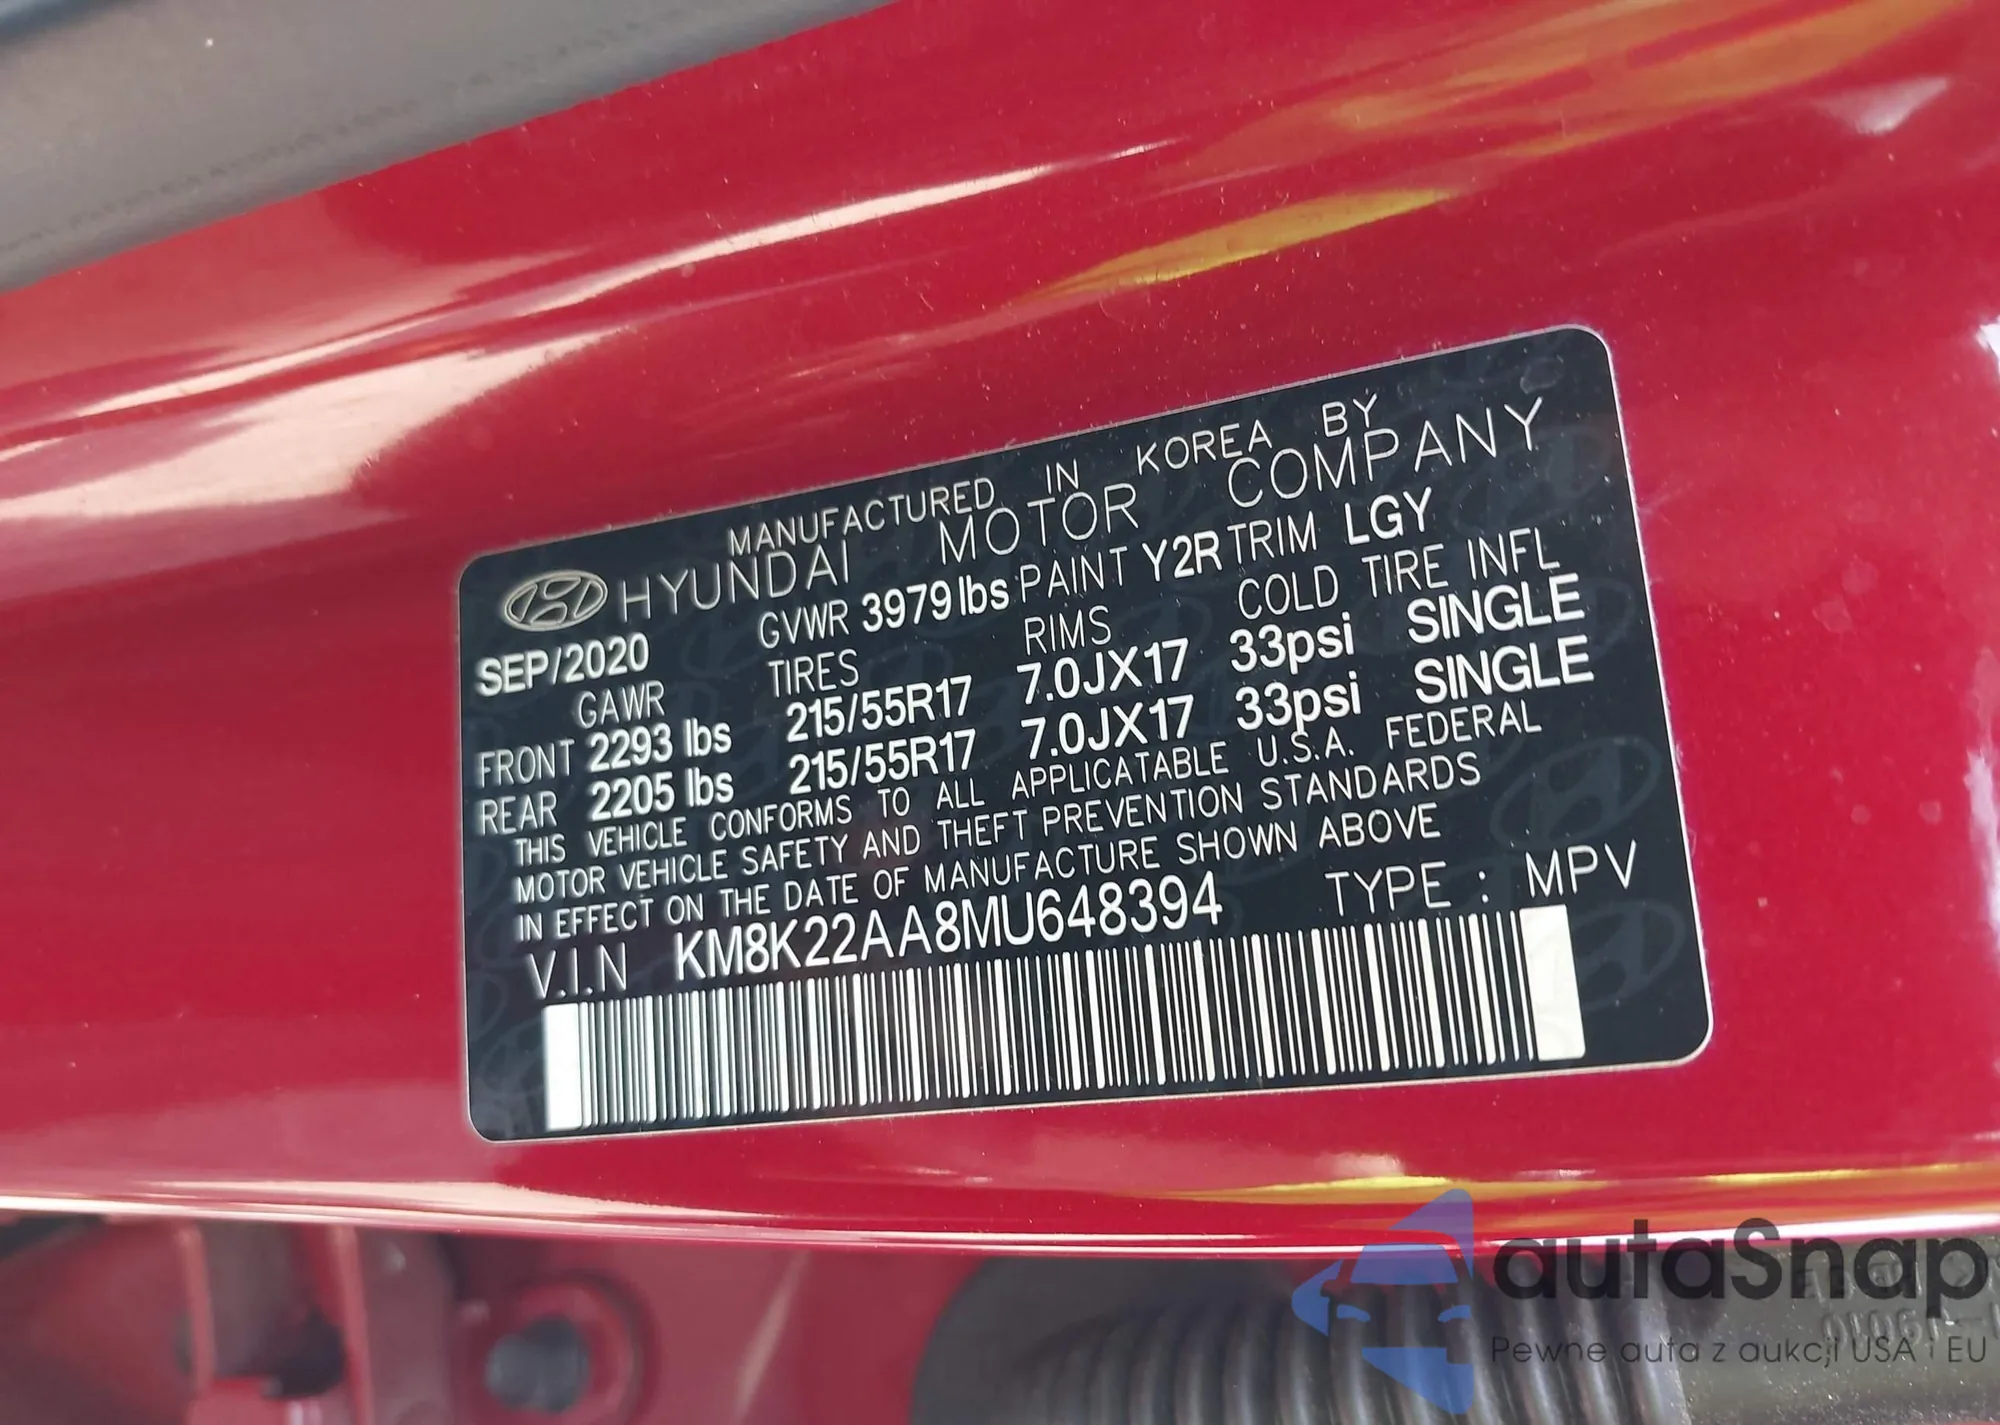 MANUFACTURED IN KOREA BY
HYUNDAI MOTOR COMPANY
SEP/2020 GVWR 3979 lbs PAINT Y2R TRIM LGY
GAWR TIRES RIMS COLD TIRE INFL
FRONT 2293 lbs 215/55R17 7.0JX17 33psi SINGLE
REAR 2205 lbs 215/55R17 7.0JX17 33psi SINGLE
THIS VEHICLE CONFORMS TO ALL APPLICATABLE U.S.A. FEDERAL
MOTOR VEHICLE SAFETY AND THEFT PREVENTION STANDARDS
IN EFFECT ON THE DATE OF MANUFACTURE SHOWN ABOVE
V.I.N KM8K22AA8MU648394 TYPE : MPV
autaSnap
Pewne auta z aukcji USA i EU